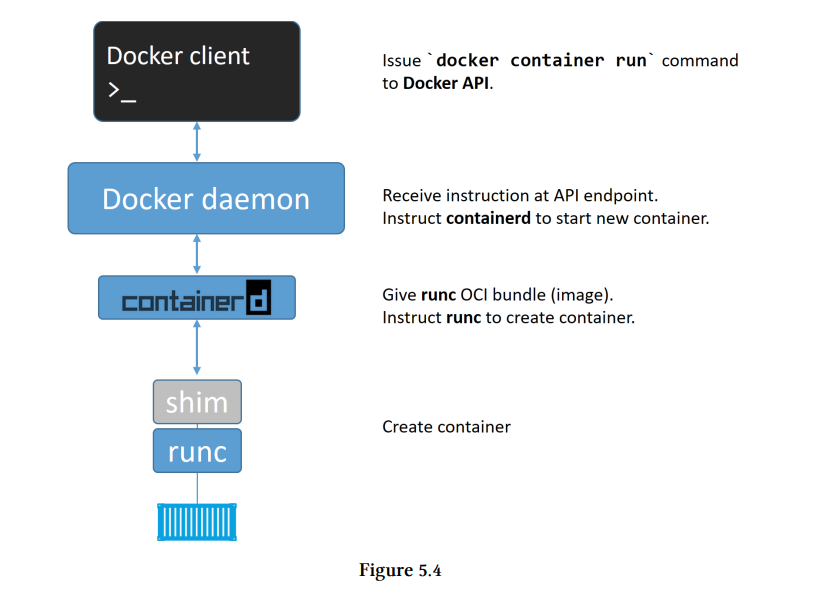 Docker client
>_
Issue `docker container run` command
to Docker API.
Docker daemon
Receive instruction at API endpoint.
Instruct containerd to start new container.
containerd
Give runc OCI bundle (image).
Instruct runc to create container.
shim
Create container
runc
Figure 5.4